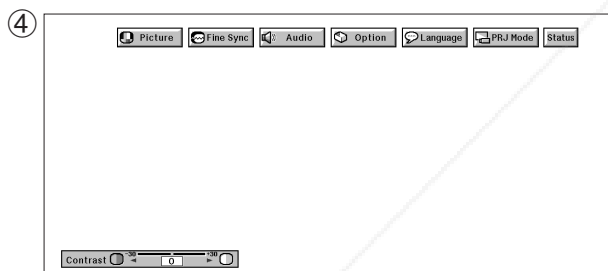 ④
Picture Fine Sync Audio Option Language PRJ Mode Status
Contrast -30 0 +30